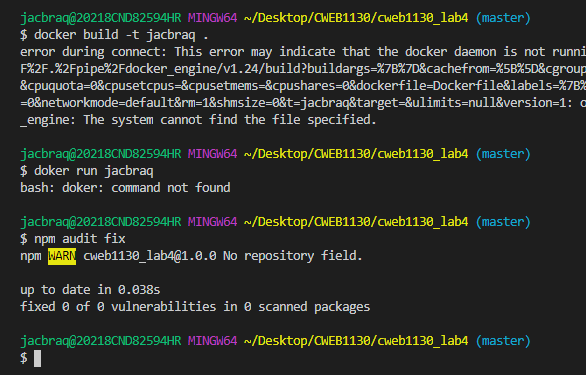 jacbraq@20218CND82594HR MINGW64 ~/Desktop/CWEB1130/cweb1130_lab4 (master)
$ docker build -t jacbraq .
error during connect: This error may indicate that the docker daemon is not runni
F%2F.%2Fpipe%2Fdocker_engine/v1.24/build?buildargs=%7B%7D&cachefrom=%5B%5D&cgroup
&cpuquota=0&cpusetcpus=&cpusetmems=&cpushares=0&dockerfile=Dockerfile&labels=%7B%
=0&networkmode=default&rm=1&shmsize=0&t=jacbraq&target=&ulimits=null&version=1: o
_engine: The system cannot find the file specified.
jacbraq@20218CND82594HR MINGW64 ~/Desktop/CWEB1130/cweb1130_lab4 (master)
$ doker run jacbraq
bash: doker: command not found
jacbraq@20218CND82594HR MINGW64 ~/Desktop/CWEB1130/cweb1130_lab4 (master)
$ npm audit fix
npm WARN cweb1130_lab4@1.0.0 No repository field.
up to date in 0.038s
fixed 0 of 0 vulnerabilities in 0 scanned packages
jacbraq@20218CND82594HR MINGW64 ~/Desktop/CWEB1130/cweb1130_lab4 (master)
$